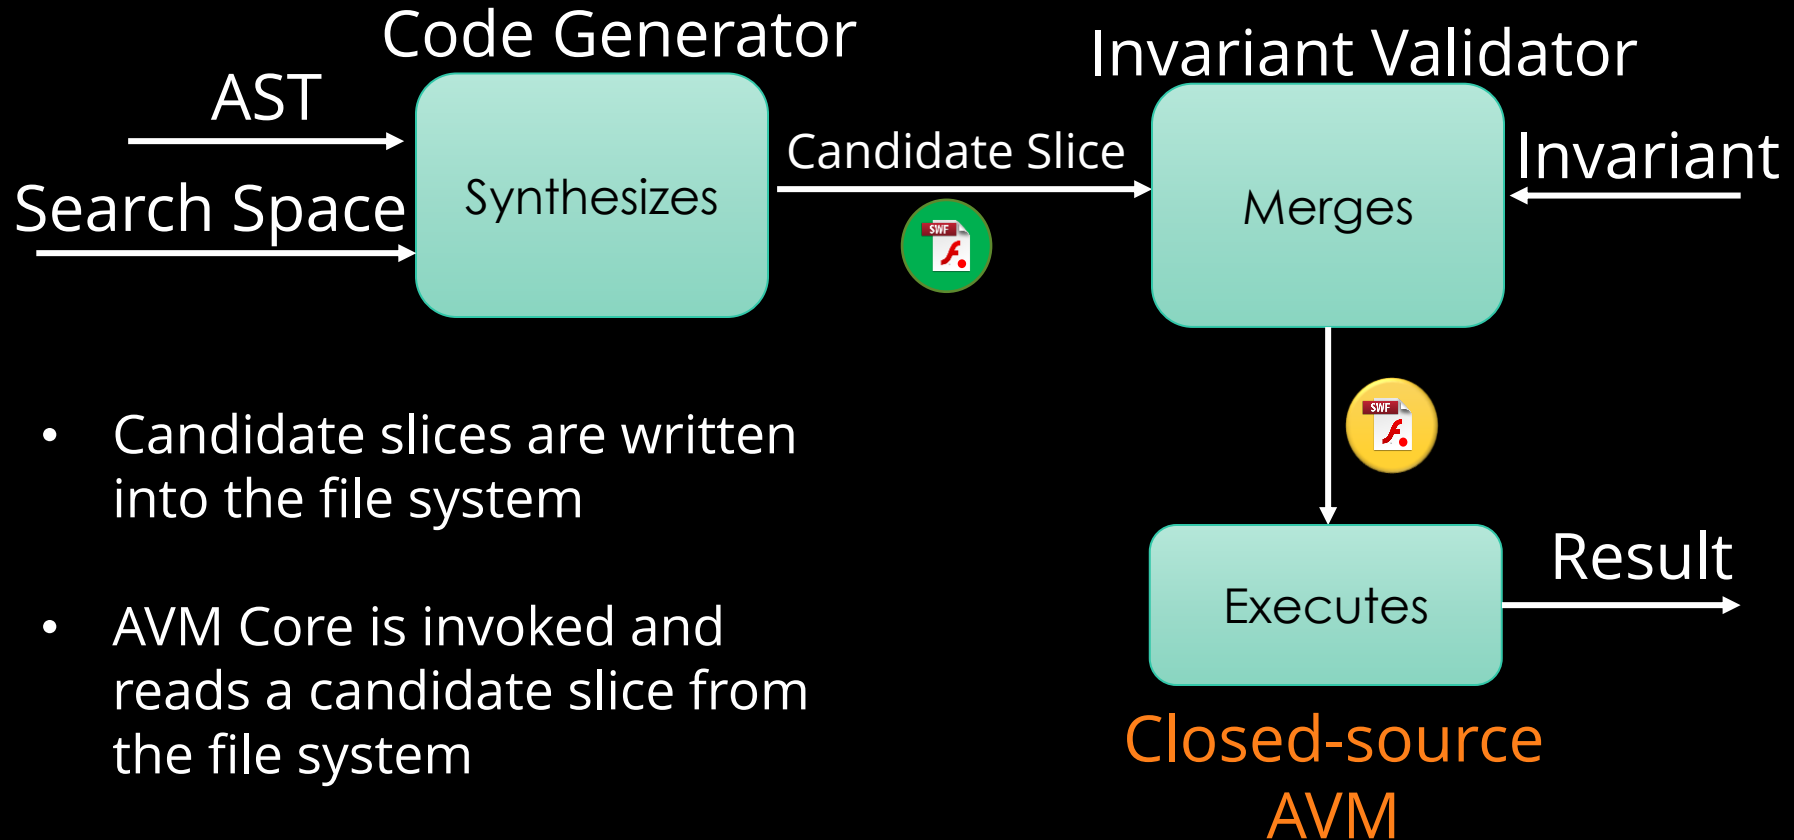 Code Generator
Invariant Validator
AST
Search Space
Synthesizes
Candidate Slice
SWF
Merges
Invariant
SWF
• Candidate slices are written
into the file system
• AVM Core is invoked and
reads a candidate slice from
the file system
Executes
Result
Closed-source
AVM